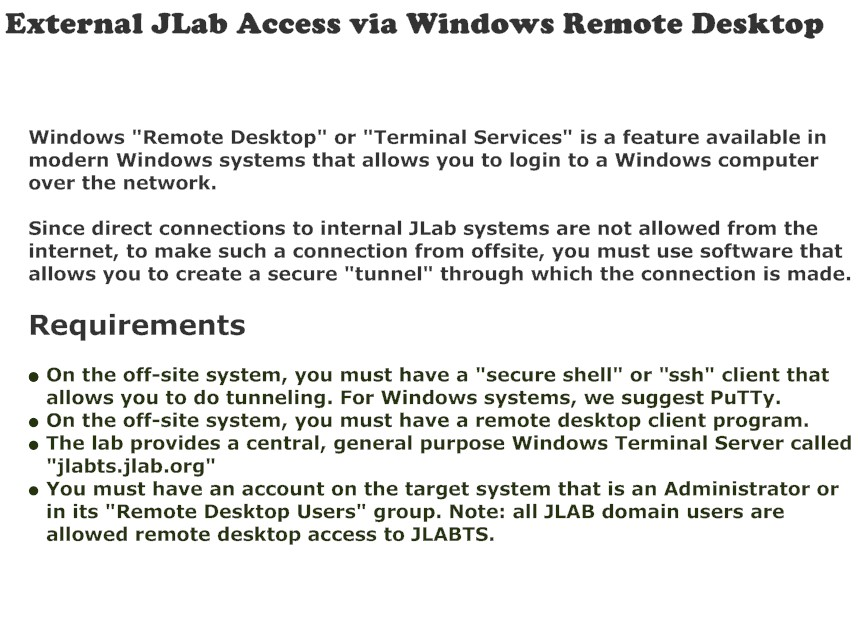 External JLab Access via Windows Remote Desktop
Windows "Remote Desktop" or "Terminal Services" is a feature available in
modern Windows systems that allows you to login to a Windows computer
over the network.
Since direct connections to internal JLab systems are not allowed from the
internet, to make such a connection from offsite, you must use software that
allows you to create a secure "tunnel" through which the connection is made.
Requirements
● On the off-site system, you must have a "secure shell" or "ssh" client that
allows you to do tunneling. For Windows systems, we suggest PuTTy.
● On the off-site system, you must have a remote desktop client program.
● The lab provides a central, general purpose Windows Terminal Server called
"jlabts.jlab.org"
● You must have an account on the target system that is an Administrator or
in its "Remote Desktop Users" group. Note: all JLAB domain users are
allowed remote desktop access to JLABTS.